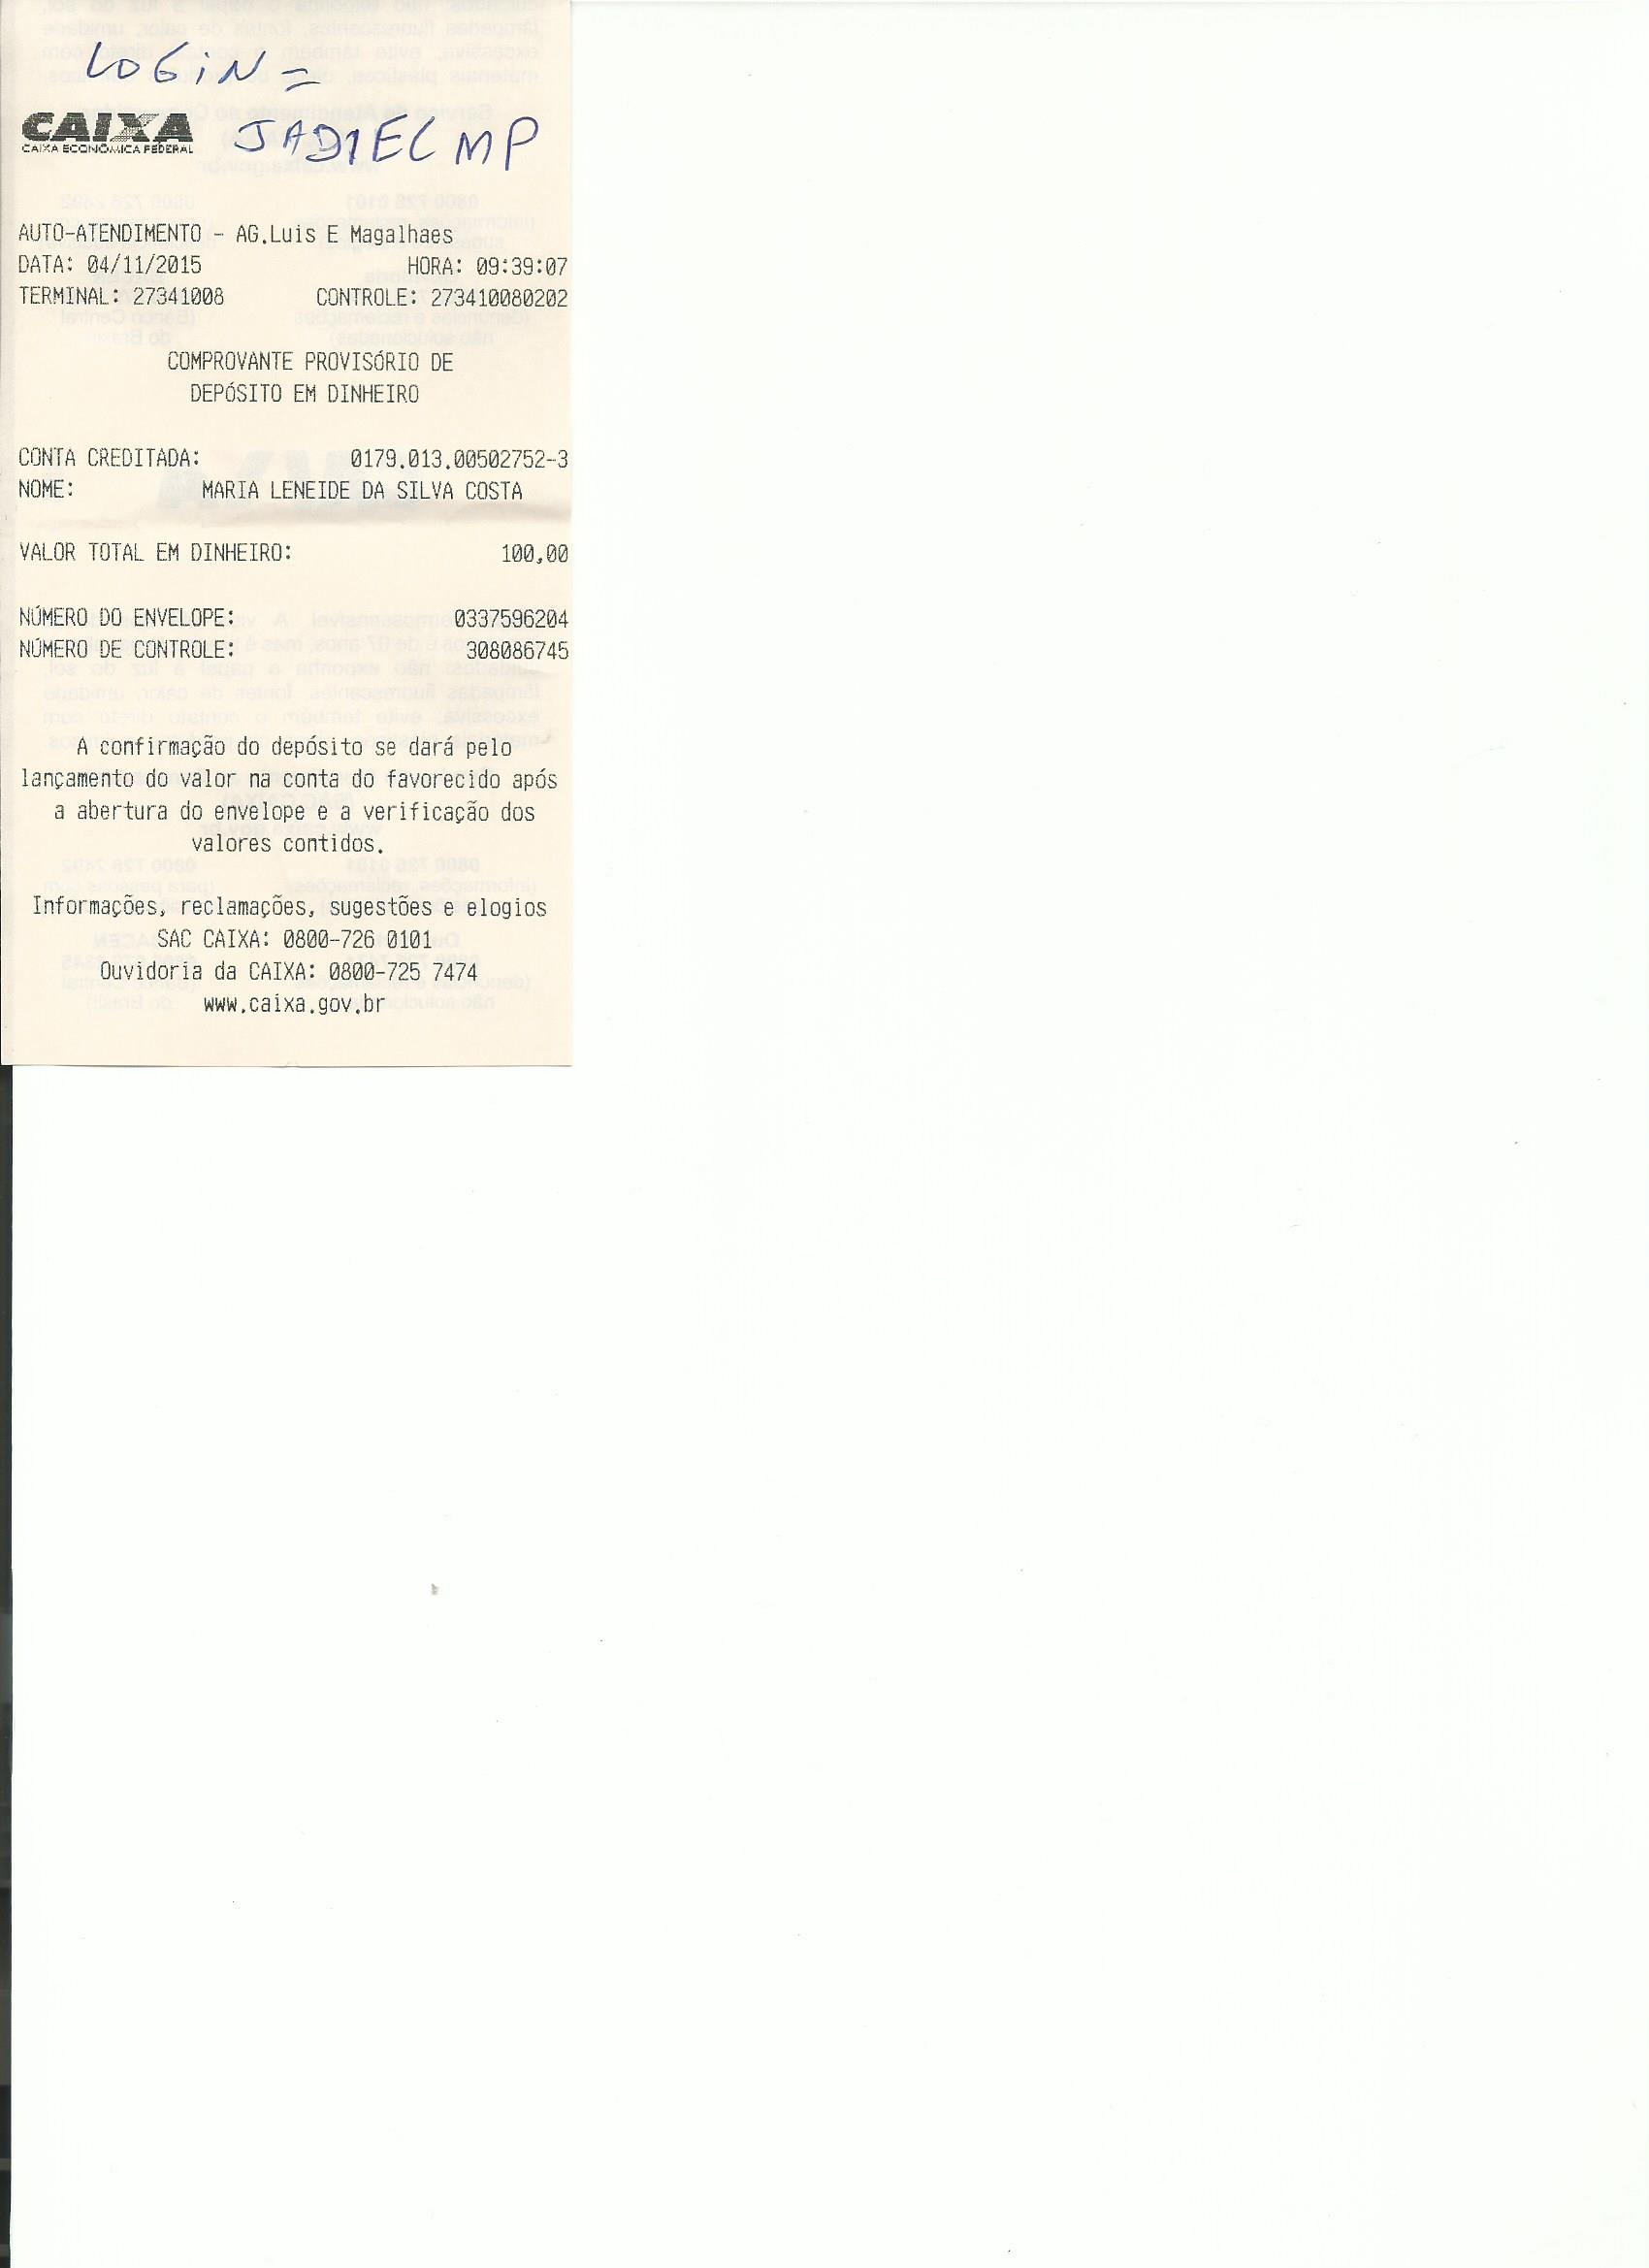 LOGiN =
JADIEL MP
CAIXA
CAIXA ECONÔMICA FEDERAL
AUTO-ATENDIMENTO - AG.Luis E Magalhaes
DATA: 04/11/2015 HORA: 09:39:07
TERMINAL: 27341008 CONTROLE: 273410080202
COMPROVANTE PROVISÓRIO DE
DEPÓSITO EM DINHEIRO
CONTA CREDITADA: 0179.013.00502752-3
NOME: MARIA LENEIDE DA SILVA COSTA
VALOR TOTAL EM DINHEIRO: 100,00
NÚMERO DO ENVELOPE: 0337596204
NÚMERO DE CONTROLE: 308086745
A confirmação do depósito se dará pelo
lançamento do valor na conta do favorecido após
a abertura do envelope e a verificação dos
valores contidos.
Informações, reclamações, sugestões e elogios
SAC CAIXA: 0800-726 0101
Ouvidoria da CAIXA: 0800-725 7474
www.caixa.gov.br